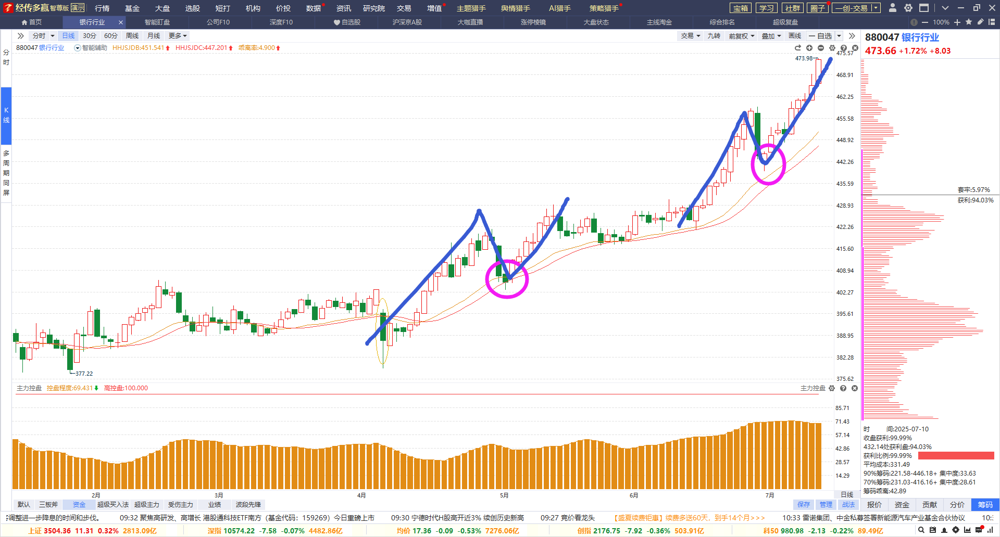 经传多赢 智尊版 演示 行情 基金 大盘 选股 短打 机构 价投 数据 资讯 研究院 交易 增值 主题猎手 舆情猎手 AI猎手 策略猎手 宝箱 学习 社群 圈子 一创-交易
首页 银行行业 × 智能盯盘 公司F10 深度F10 自选股 沪深京A股 大咖直播 涨停棱镜 大盘状态 主线淘金 综合排名 超级复盘 100%
分时 日线 30分 60分 周线 月线 更多 交易 九转 前复权 叠加 画线 一 自选
880047 银行行业
473.66 +1.72% +8.03
880047 银行行业 智能辅助 HHJSJDB:451.541 HHJSJDC:447.201 乖离率:4.900
分时
K线
多周期同屏
475.57
473.98
468.91
462.25
455.58
448.92
442.26
435.59
428.93
422.26
415.60
408.94
402.27
395.61
388.95
382.28
375.62
377.22
套牢:5.97%
获利:94.03%
主力控盘 控盘程度:69.431 高控盘:100.000 主力控盘
85.71
71.43
57.14
42.86
28.57
14.29
2月 3月 4月 5月 6月 7月 日线
时 间:2025-07-10
收盘获利:99.99%
432.14处获利盘:94.03%
获利比例:99.99%
平均成本:331.49
90%筹码:221.58-446.18+ 集中度:33.63
70%筹码:231.03-416.16+ 集中度:28.61
筹码乖离:42.89
默认 三板斧 资金 超级买入法 超级主力 受伤主力 业绩 波段先锋 保存 管理 战法 报价 资金 贡献 分价 筹码
调整进一步降息的时间和步伐。 09:32 聚焦高研发、高增长 港股通科技ETF南方（基金代码：159269）今日重磅上市 09:30 宁德时代H股高开近3% 续创历史新高 09:27 竞价看龙头 【盛夏续费钜惠】续费多送60天，到手14个月>>> 10:33 雷诺集团、中金私募签署新能源汽车产业基金合伙协议
上证 3504.36 11.31 0.32% 2813.09亿 深指 10574.22 -7.58 -0.07% 4482.86亿 均价 17.36 -0.09 -0.53% 7276.06亿 创指 2176.75 -7.92 -0.36% 503.91亿 科50 980.98 -2.13 -0.22% 89.49亿